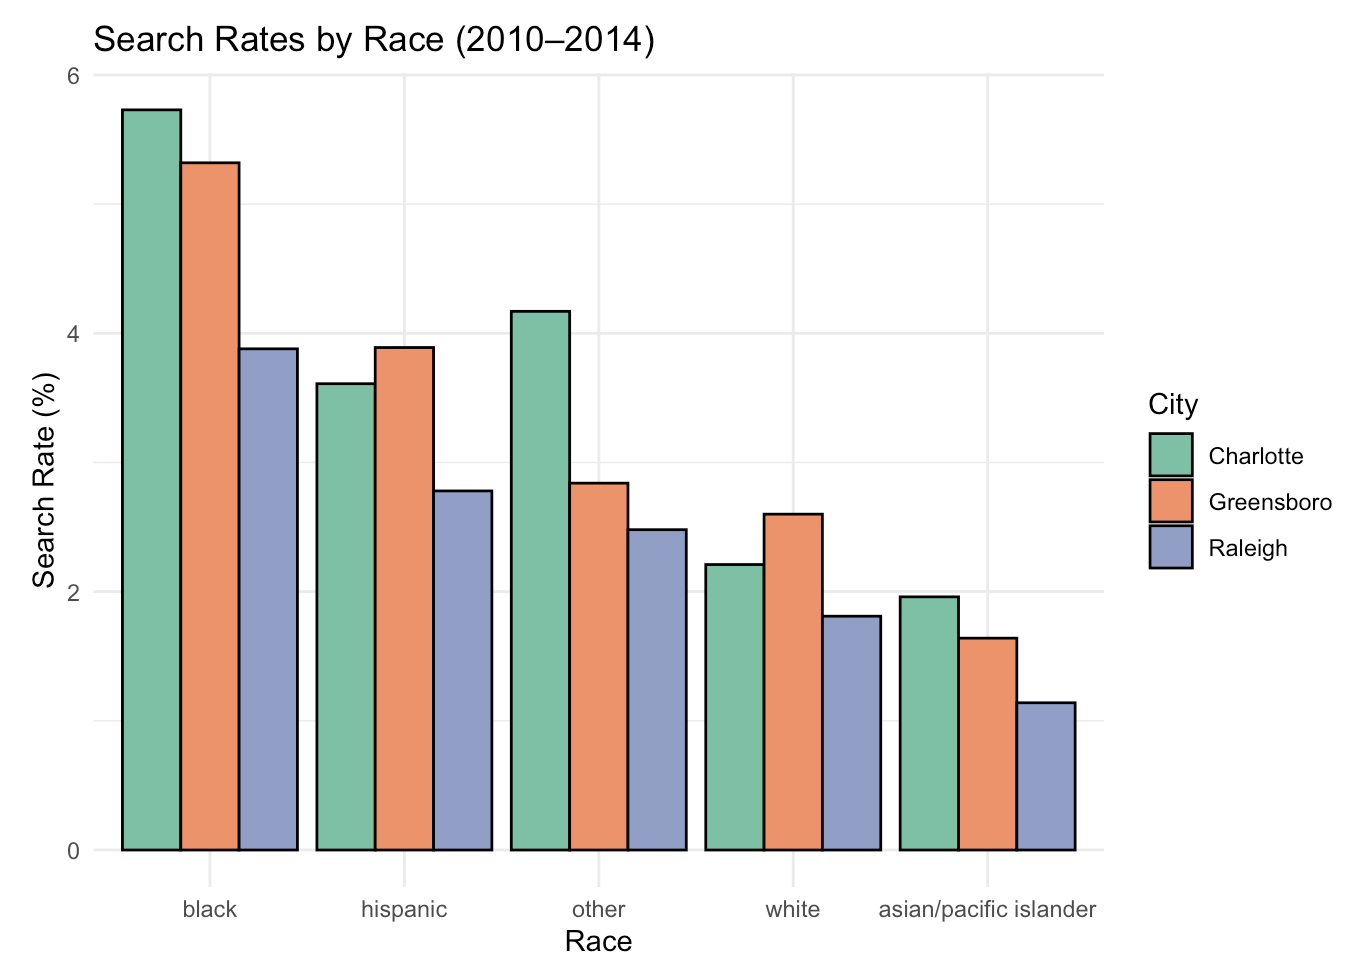 Search Rates by Race (2010–2014)
6
4
2
0
Search Rate (%)
black
hispanic
other
white
asian/pacific islander
Race
City
Charlotte
Greensboro
Raleigh